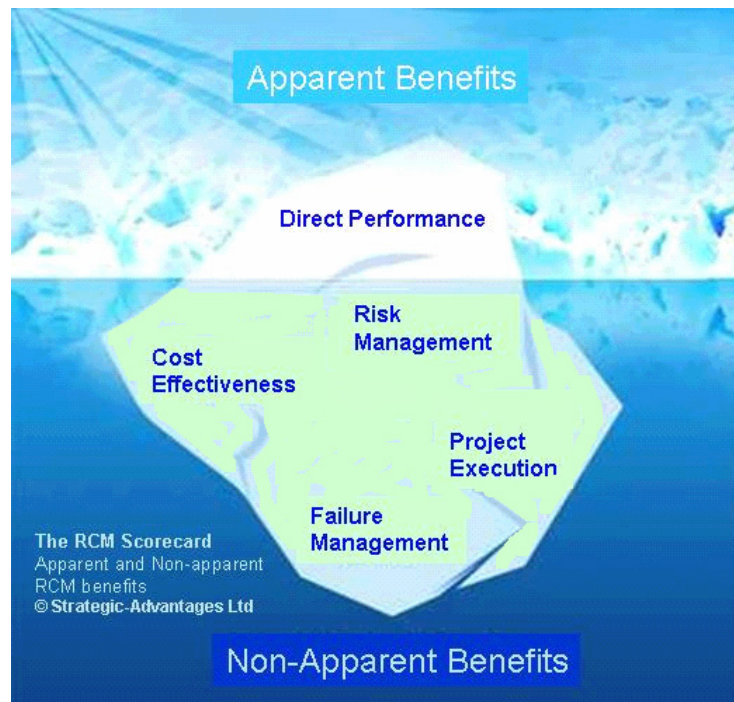 Apparent Benefits
Direct Performance
Risk
Management
Cost
Effectiveness
Project
Execution
Failure
Management
The RCM Scorecard
Apparent and Non-apparent
RCM benefits
© Strategic-Advantages Ltd
Non-Apparent Benefits